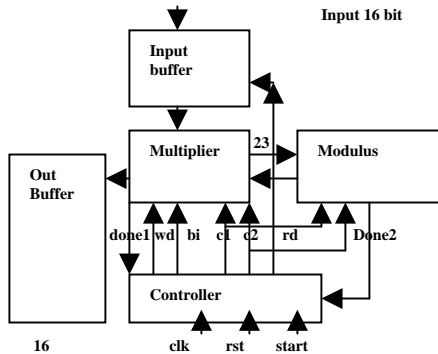 Input 16 bit
Input
buffer
23
Multiplier
Modulus
Out
Buffer
done1 wd bi c1 c2 rd Done2
Controller
16 clk rst start